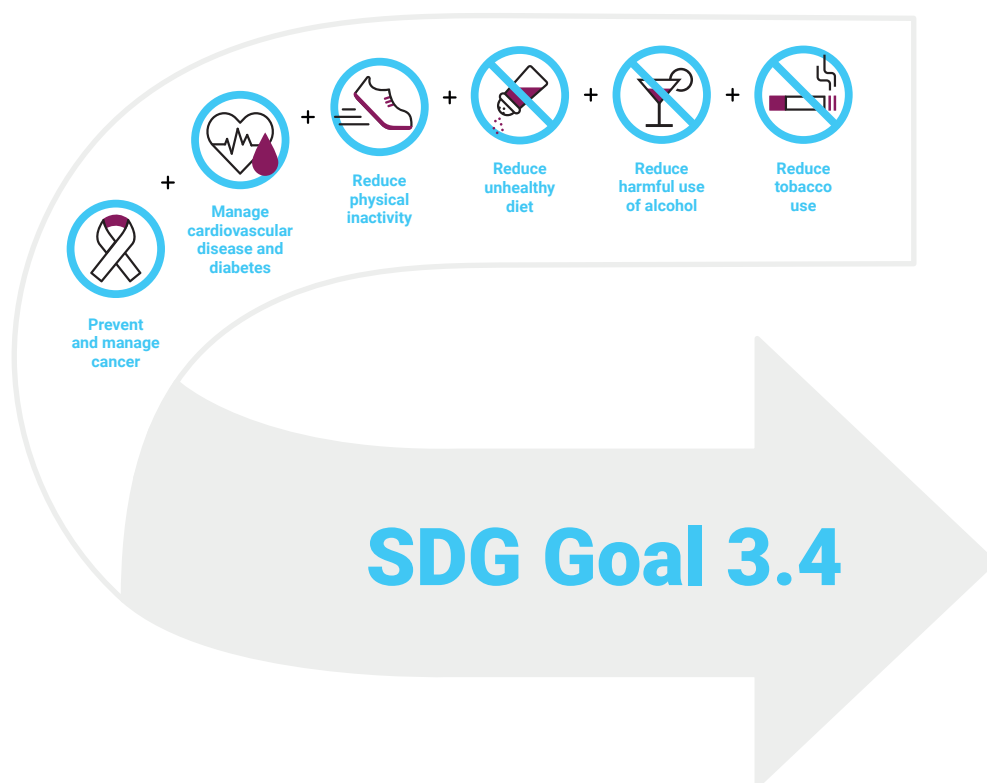 Prevent
and manage
cancer
+
Manage
cardiovascular
disease and
diabetes
+
Reduce
physical
inactivity
+
Reduce
unhealthy
diet
+
Reduce
harmful use
of alcohol
+
Reduce
tobacco
use
SDG Goal 3.4